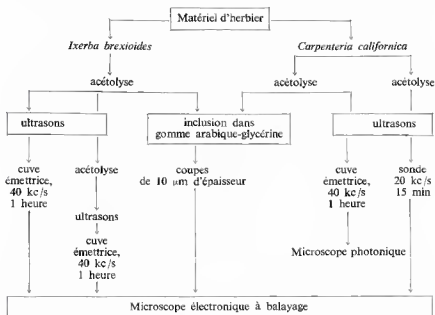 Matériel d'herbier
Ixerba brexioides
Carpenteria californica
acétolyse
acétolyse
acétolyse
ultrasons
inclusion dans
gomme arabique-glycérine
ultrasons
cuve
émettrice,
40 kc/s
1 heure
acétolyse
ultrasons
cuve
émettrice,
40 kc/s
1 heure
coupes
de 10 μm d'épaisseur
cuve
émettrice,
40 kc/s
1 heure
sonde
20 kc/s
15 min
Microscope photonique
Microscope électronique à balayage